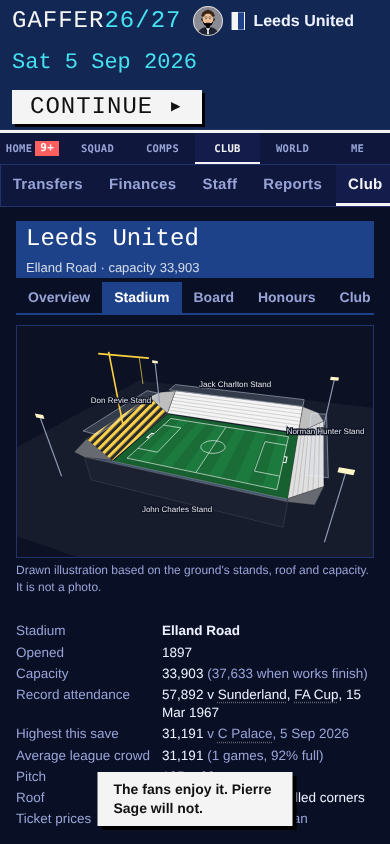 GAFFER26/27 Leeds United
Sat 5 Sep 2026
CONTINUE ►
HOME 9+ SQUAD COMPS CLUB WORLD ME
Transfers Finances Staff Reports Club
Leeds United
Elland Road · capacity 33,903
Overview Stadium Board Honours Club
Jack Charlton Stand
Don Revie Stand
Norman Hunter Stand
John Charles Stand
Drawn illustration based on the ground's stands, roof and capacity.
It is not a photo.
Stadium Elland Road
Opened 1897
Capacity 33,903 (37,633 when works finish)
Record attendance 57,892 v Sunderland, FA Cup, 15
Mar 1967
Highest this save 31,191 v C Palace, 5 Sep 2026
Average league crowd 31,191 (1 games, 92% full)
Pitch
The fans enjoy it. Pierre
Sage will not.
Roof lled corners
Ticket prices an